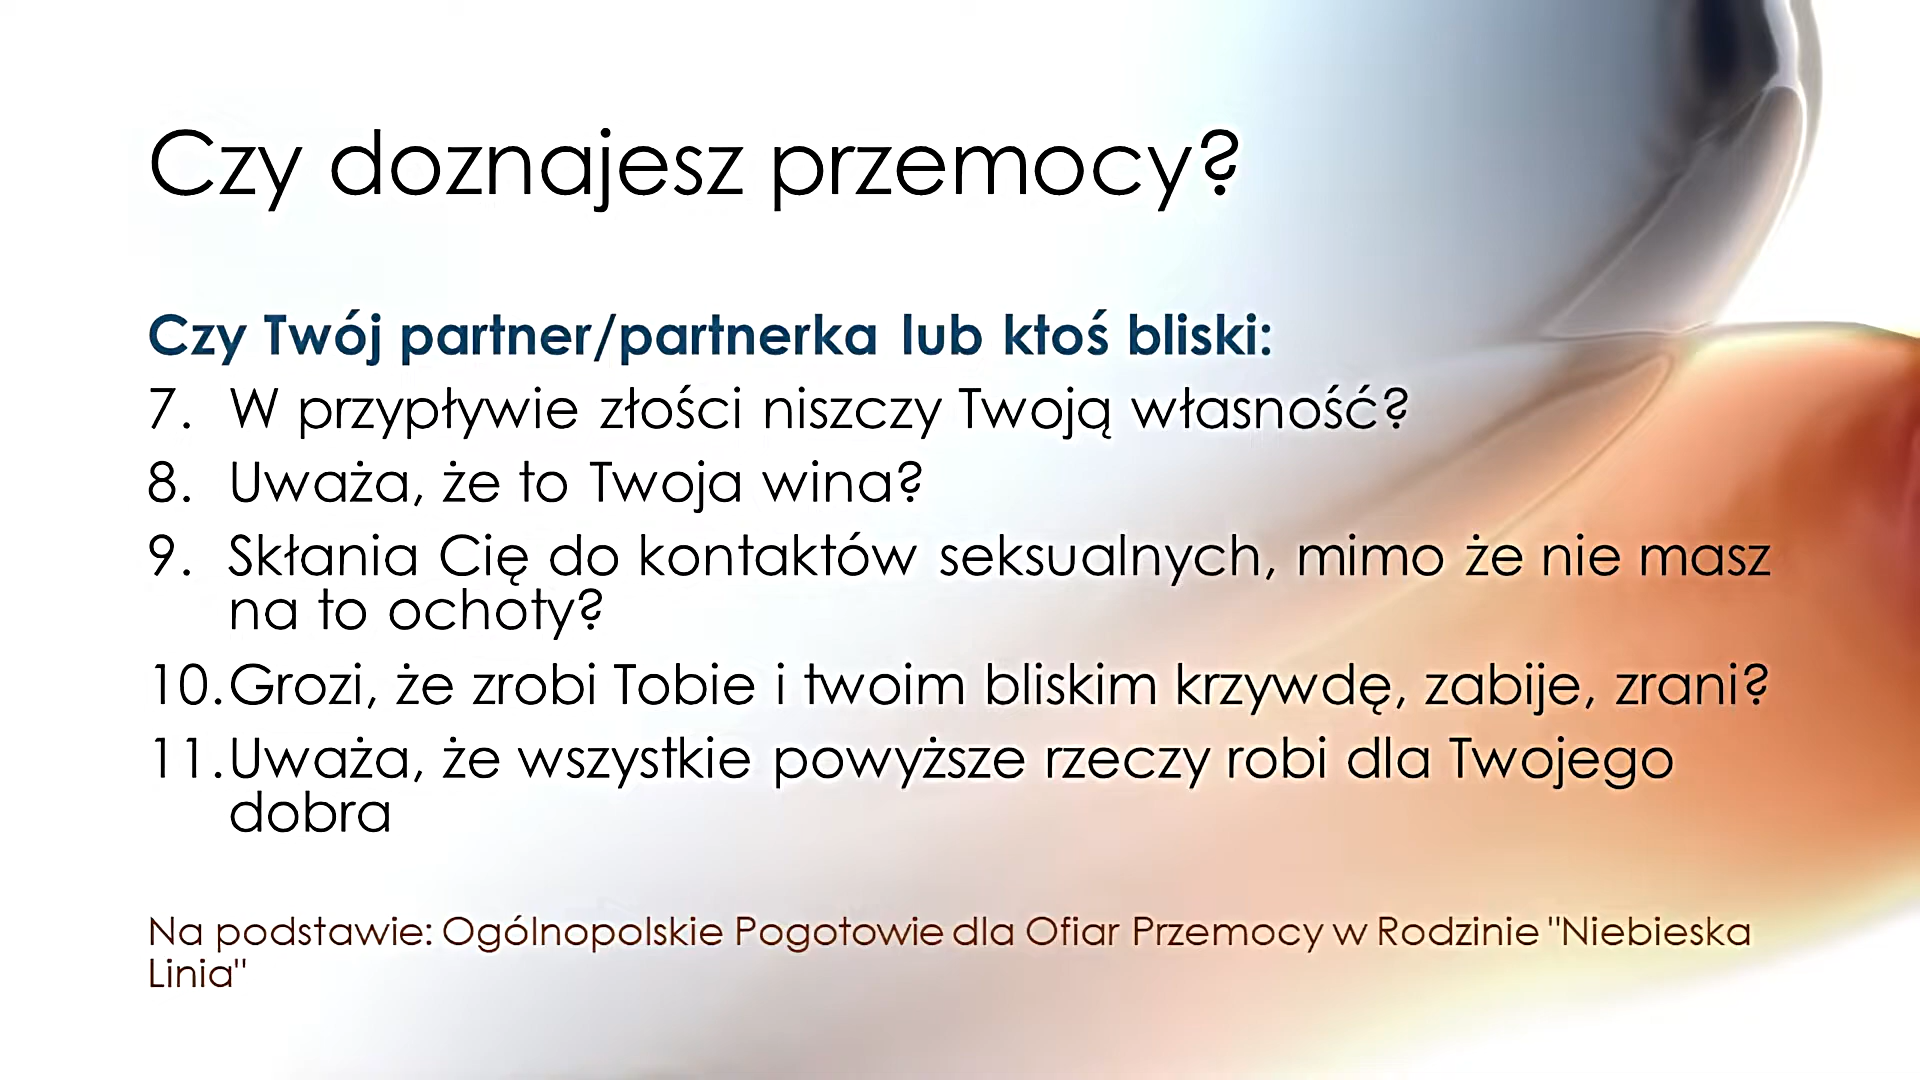 Czy doznajesz przemocy?
Czy Twój partner/partnerka lub ktoś bliski:
7. W przypływie złości niszczy Twoją własność?
8. Uważa, że to Twoja wina?
9. Skłania Cię do kontaktów seksualnych, mimo że nie masz
na to ochoty?
10. Grozi, że zrobi Tobie i twoim bliskim krzywdę, zabije, zrani?
11. Uważa, że wszystkie powyższe rzeczy robi dla Twojego
dobra
Na podstawie: Ogólnopolskie Pogotowie dla Ofiar Przemocy w Rodzinie "Niebieska
Linia"